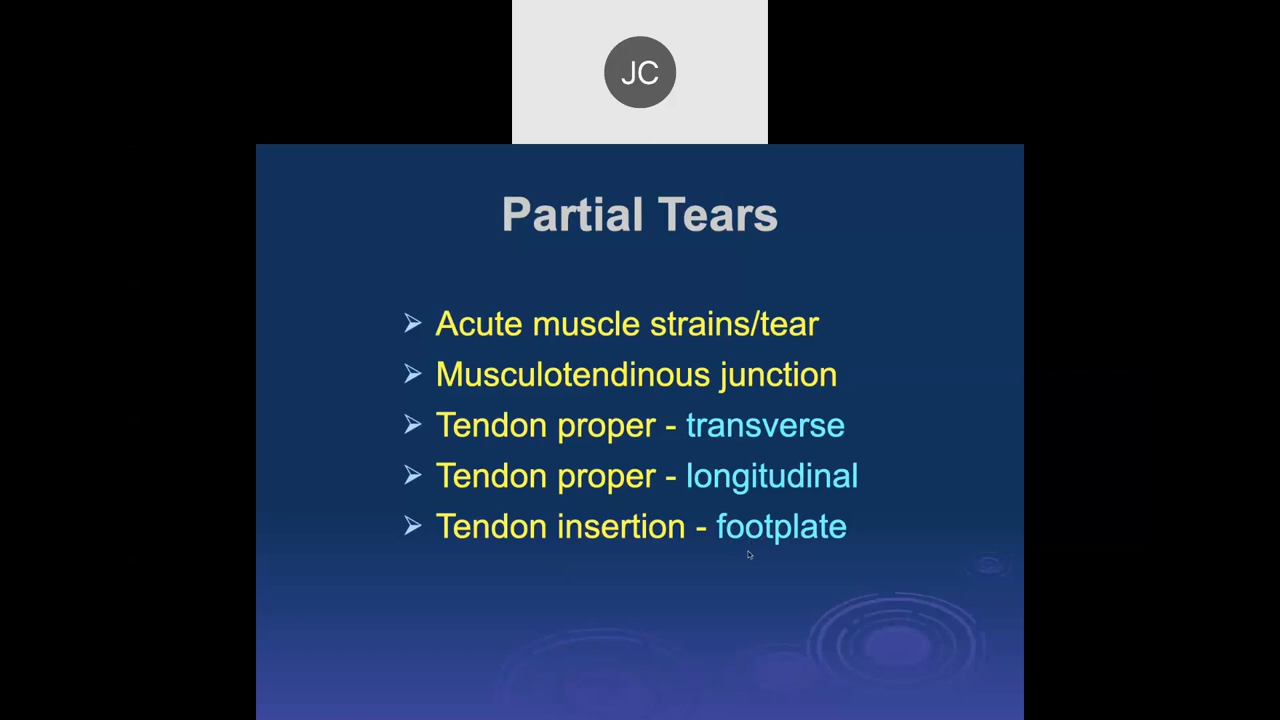 JC
Partial Tears
Acute muscle strains/tear
Musculotendinous junction
Tendon proper - transverse
Tendon proper - longitudinal
Tendon insertion - footplate